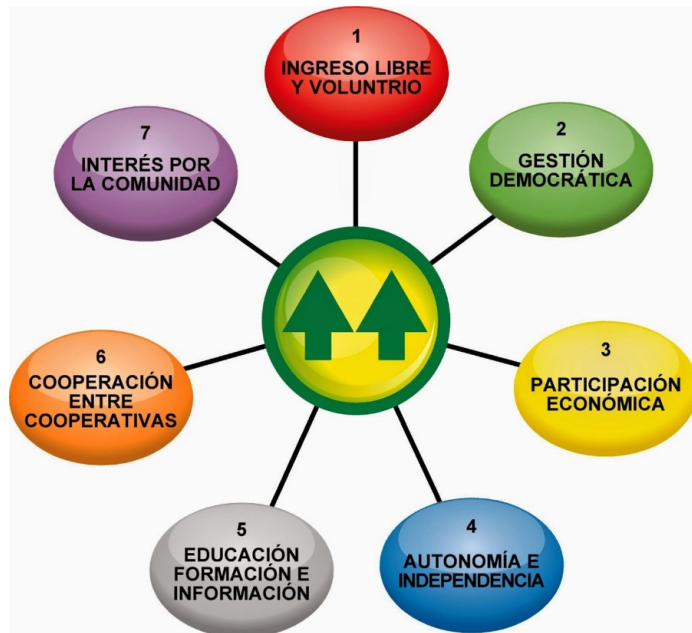 1
INGRESO LIBRE
Y VOLUNTRIO
2
GESTIÓN
DEMOCRÁTICA
3
PARTICIPACIÓN
ECONÓMICA
4
AUTONOMÍA E
INDEPENDENCIA
5
EDUCACIÓN
FORMACIÓN E
INFORMACIÓN
6
COOPERACIÓN
ENTRE
COOPERATIVAS
7
INTERÉS POR
LA COMUNIDAD